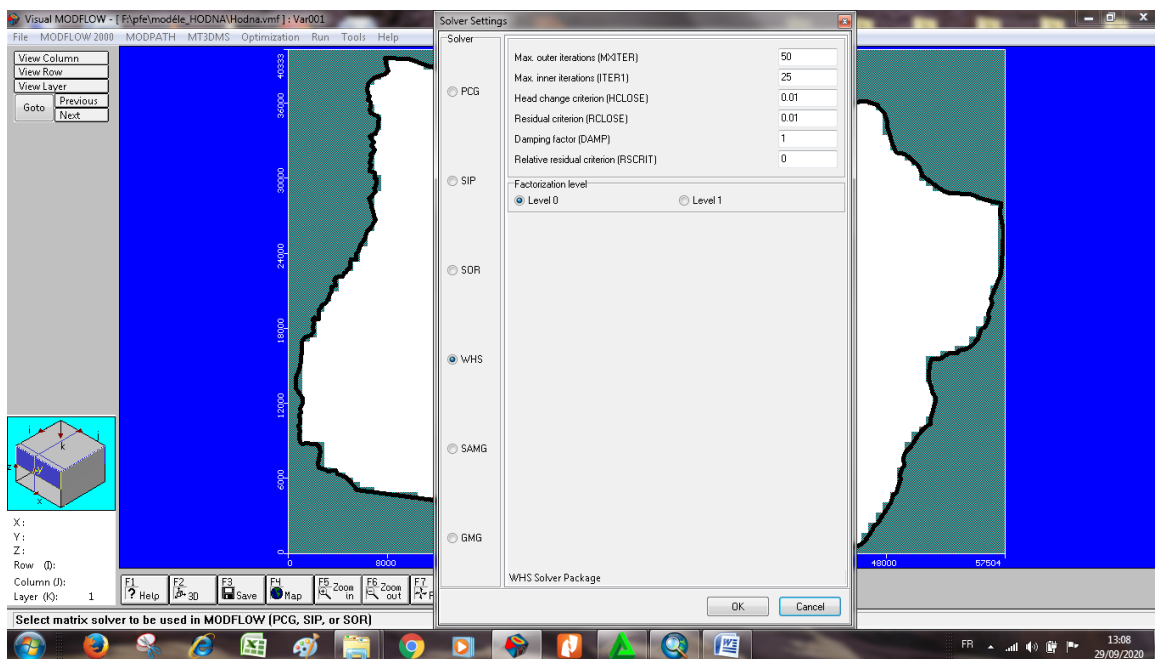 Visual MODFLOW - [ F:\pfe\modéle_HODNA\Hodna.vmf ] : Var001
File MODFLOW 2000 MODPATH MT3DMS Optimization Run Tools Help
View Column
View Row
View Layer
Goto
Previous
Next
40333
36000
30000
24000
18000
12000
6000
0
0
8000
48000
57504
i
j
k
z
y
x
X :
Y :
Z :
Row (I):
Column (J):
Layer (K): 1
F1 Help
F2 3D
F3 Save
F4 Map
F5 Zoom in
F6 Zoom out
F7
Select matrix solver to be used in MODFLOW (PCG, SIP, or SOR)
Solver Settings
Solver
PCG
SIP
SOR
WHS
SAMG
GMG
Max. outer iterations (MXITER) 50
Max. inner iterations (ITER1) 25
Head change criterion (HCLOSE) 0.01
Residual criterion (RCLOSE) 0.01
Damping factor (DAMP) 1
Relative residual criterion (RSCRIT) 0
Factorization level
Level 0 Level 1
WHS Solver Package
OK Cancel
FR
13:08
29/09/2020